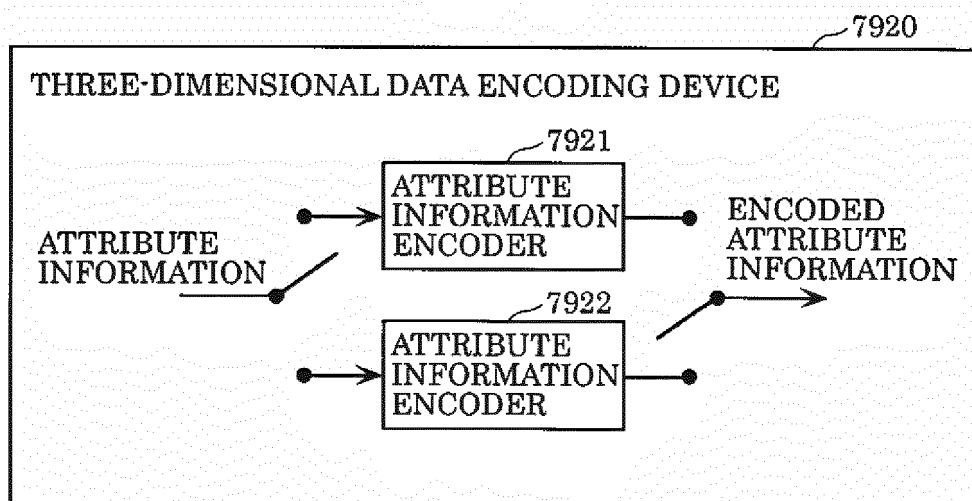 7920
THREE-DIMENSIONAL DATA ENCODING DEVICE
7921
ATTRIBUTE
INFORMATION
ENCODER
ATTRIBUTE
INFORMATION
ENCODED
ATTRIBUTE
INFORMATION
7922
ATTRIBUTE
INFORMATION
ENCODER